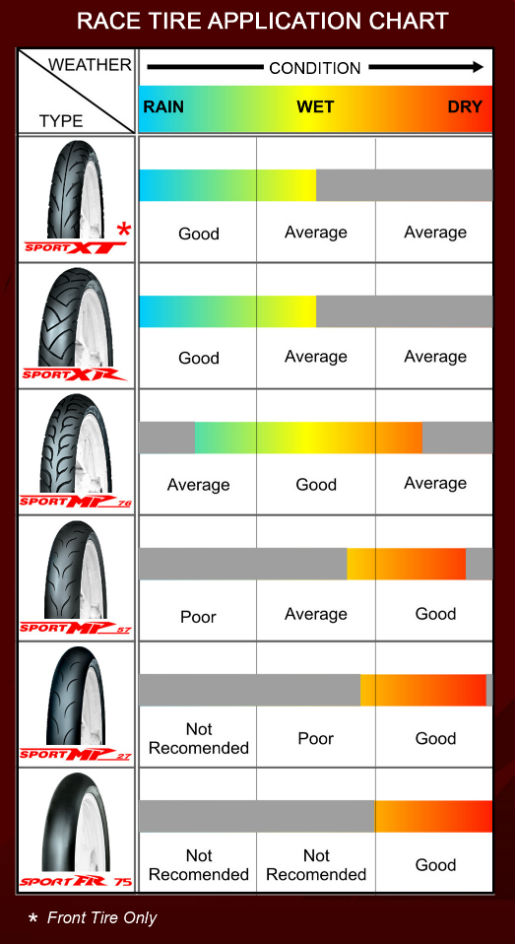 RACE TIRE APPLICATION CHART
WEATHER
TYPE
CONDITION
RAIN WET DRY
SPORT XT *
Good Average Average
SPORT XR
Good Average Average
SPORT MP 76
Average Good Average
SPORT MP 57
Poor Average Good
SPORT MP 27
Not
Recomended
Poor Good
SPORT FR 75
Not
Recomended
Not
Recomended
Good
* Front Tire Only